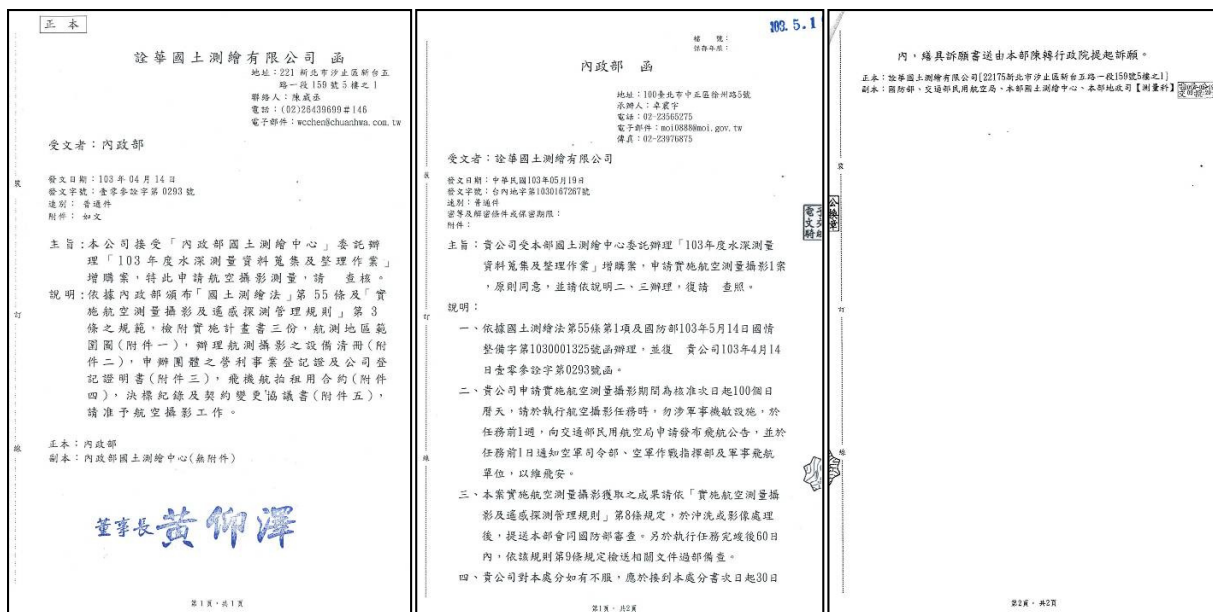 正本
詮華國土測繪有限公司 函
地址：221 新北市汐止區新台五
路一段 159 號 5 樓之 1
聯絡人：陳威丞
電話：(02)26439699＃146
電子郵件：wcchen@chuanhwa.com.tw
受文者：內政部
發文日期：103 年 04 月 14 日
發文字號：壹零參詮字第 0293 號
速別：普通件
附件：如文
主旨：本公司接受「內政部國土測繪中心」委託辦
理「103 年度水深測量資料蒐集及整理作業」
增購案，特此申請航空攝影測量，請 查核。
說明：依據內政部頒布「國土測繪法」第 55 條及「實
施航空測量攝影及遙感探測管理規則」第 3
條之規範，檢附實施計畫書三份，航測地區範
圍圖(附件一)，辦理航測攝影之設備清冊(附
件二)，申辦團體之營利事業登記證及公司登
記證明書(附件三)，飛機航拍租用合約(附件
四)，決標紀錄及契約變更協議書(附件五)，
請准予航空攝影工作。
正本：內政部
副本：內政部國土測繪中心(無附件)
董事長 黃仰澤
裝
訂
線
第1頁，共1頁
103.5.1
檔 號：
保存年限：
內政部 函
地址：100臺北市中正區徐州路5號
承辦人：卓寰宇
電話：02-23565275
電子郵件：moi0888@moi.gov.tw
傳真：02-23976875
受文者：詮華國土測繪有限公司
發文日期：中華民國103年05月19日
發文字號：台內地字第1030167267號
速別：普通件
密等及解密條件或保密期限：
附件：
主旨：貴公司受本部國土測繪中心委託辦理「103年度水深測量
資料蒐集及整理作業」增購案，申請實施航空測量攝影1案
，原則同意，並請依說明二、三辦理，復請 查照。
說明：
一、依據國土測繪法第55條第1項及國防部103年5月14日國情
整備字第1030001325號函辦理，並復 貴公司103年4月14
日壹零參詮字第0293號函。
二、貴公司申請實施航空測量攝影期間為核准次日起100個日
曆天，請於執行航空攝影任務時，勿涉軍事機敏設施，於
任務前1週，向交通部民用航空局申請發布飛航公告，並於
任務前1日通知空軍司令部、空軍作戰指揮部及軍事飛航
單位，以維飛安。
三、本案實施航空測量攝影獲取之成果請依「實施航空測量攝
影及遙感探測管理規則」第8條規定，於沖洗或影像處理
後，提送本部會同國防部審查。另於執行任務完竣後60日
內，依該規則第9條規定檢送相關文件過部備查。
四、貴公司對本處分如有不服，應於接到本處分書次日起30日
裝
訂
線
第1頁，共2頁
內，繕具訴願書送由本部陳轉行政院提起訴願。
正本：詮華國土測繪有限公司[22175新北市汐止區新台五路一段159號5樓之1]
副本：國防部、交通部民用航空局、本部國土測繪中心、本部地政司【測量科】
裝
訂
線
第2頁，共2頁